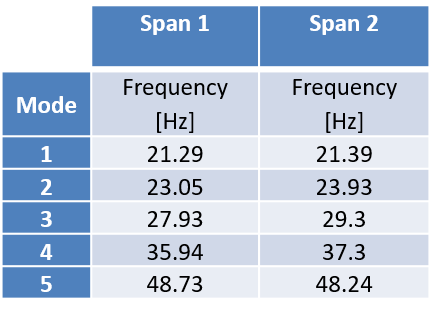 Span 1 Span 2
Mode Frequency [Hz] Frequency [Hz]
1 21.29 21.39
2 23.05 23.93
3 27.93 29.3
4 35.94 37.3
5 48.73 48.24